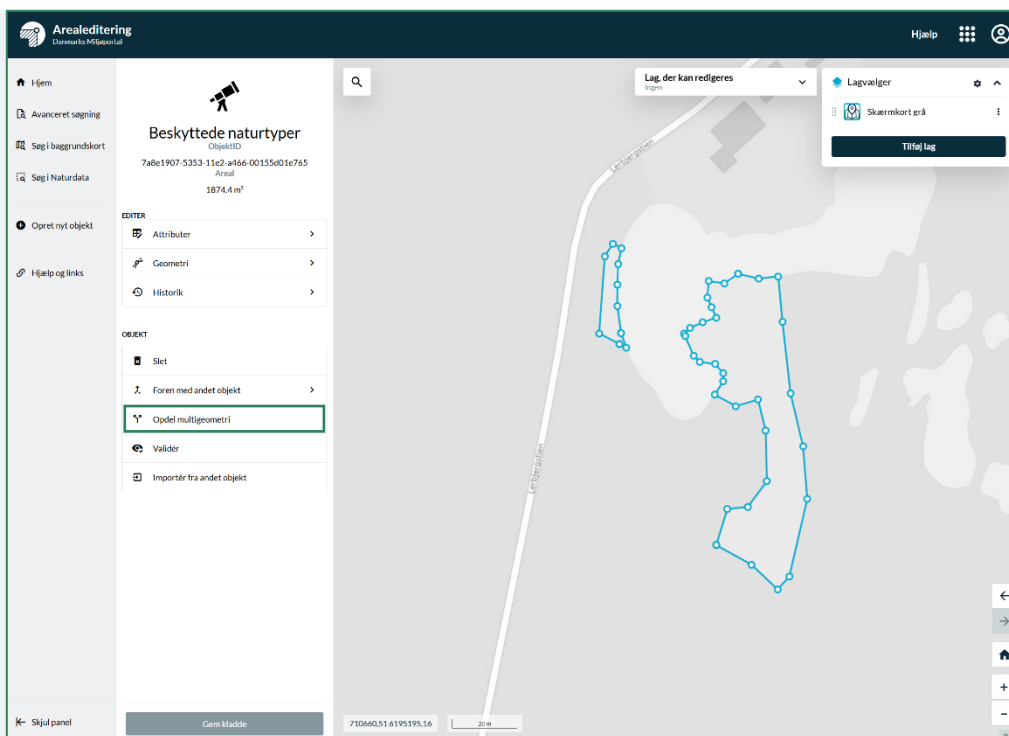 Arealeditering
Danmarks Miljøportal
Hjælp
Hjem
Avanceret søgning
Søg i baggrundskort
Søg i Naturdata
Opret nyt objekt
Hjælp og links
Skjul panel
Beskyttede naturtyper
ObjektID
7a8e1907-5353-11e2-a466-00155d01e765
Areal
1874.4 m²
EDITER
Attributer
Geometri
Historik
OBJEKT
Slet
Foren med andet objekt
Opdel multigeometri
Validér
Importér fra andet objekt
Gem kladde
Lag, der kan redigeres
Ingen
Lagvælger
Skærmkort grå
Tilføj lag
Lerbjergstien
Lerbjergstien
710660,51 6195195,16
20 m